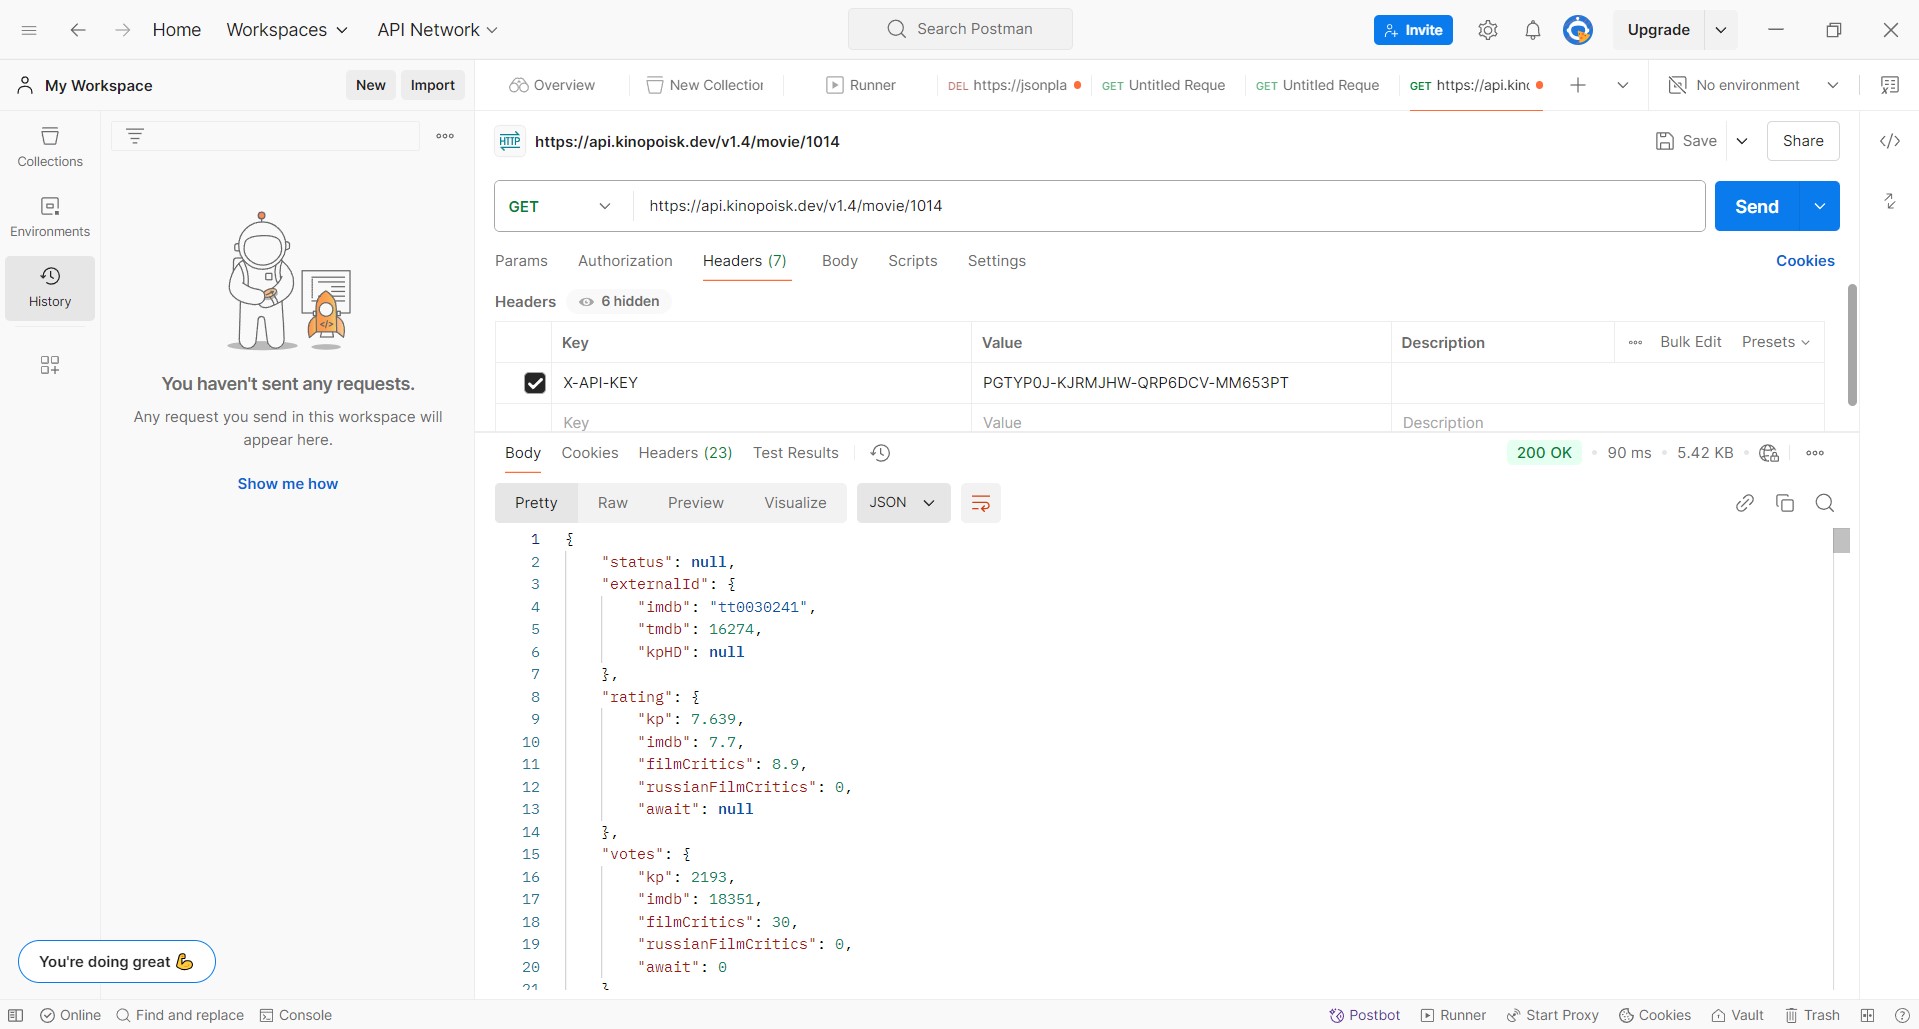 Home Workspaces API Network Search Postman Invite Upgrade
My Workspace New Import Overview New Collection Runner DEL https://jsonpla GET Untitled Reque GET Untitled Reque GET https://api.kin No environment
Collections
Environments
History
You haven't sent any requests.
Any request you send in this workspace will
appear here.
Show me how
You're doing great 💪
HTTP https://api.kinopoisk.dev/v1.4/movie/1014 Save Share
GET https://api.kinopoisk.dev/v1.4/movie/1014 Send
Params Authorization Headers (7) Body Scripts Settings Cookies
Headers 6 hidden
Key Value Description Bulk Edit Presets
X-API-KEY PGTYP0J-KJRMJHW-QRP6DCV-MM653PT
Key Value Description
Body Cookies Headers (23) Test Results 200 OK 90 ms 5.42 KB
Pretty Raw Preview Visualize JSON
1 {
2 "status": null,
3 "externalId": {
4 "imdb": "tt0030241",
5 "tmdb": 16274,
6 "kpHD": null
7 },
8 "rating": {
9 "kp": 7.639,
10 "imdb": 7.7,
11 "filmCritics": 8.9,
12 "russianFilmCritics": 0,
13 "await": null
14 },
15 "votes": {
16 "kp": 2193,
17 "imdb": 18351,
18 "filmCritics": 30,
19 "russianFilmCritics": 0,
20 "await": 0
21 }
Online Find and replace Console Postbot Runner Start Proxy Cookies Vault Trash